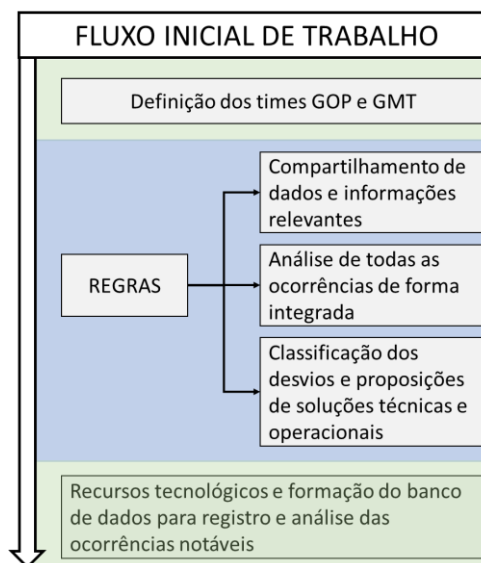 FLUXO INICIAL DE TRABALHO
Definição dos times GOP e GMT
Compartilhamento de
dados e informações
relevantes
REGRAS
Análise de todas as
ocorrências de forma
integrada
Classificação dos
desvios e proposições
de soluções técnicas e
operacionais
Recursos tecnológicos e formação do banco
de dados para registro e análise das
ocorrências notáveis